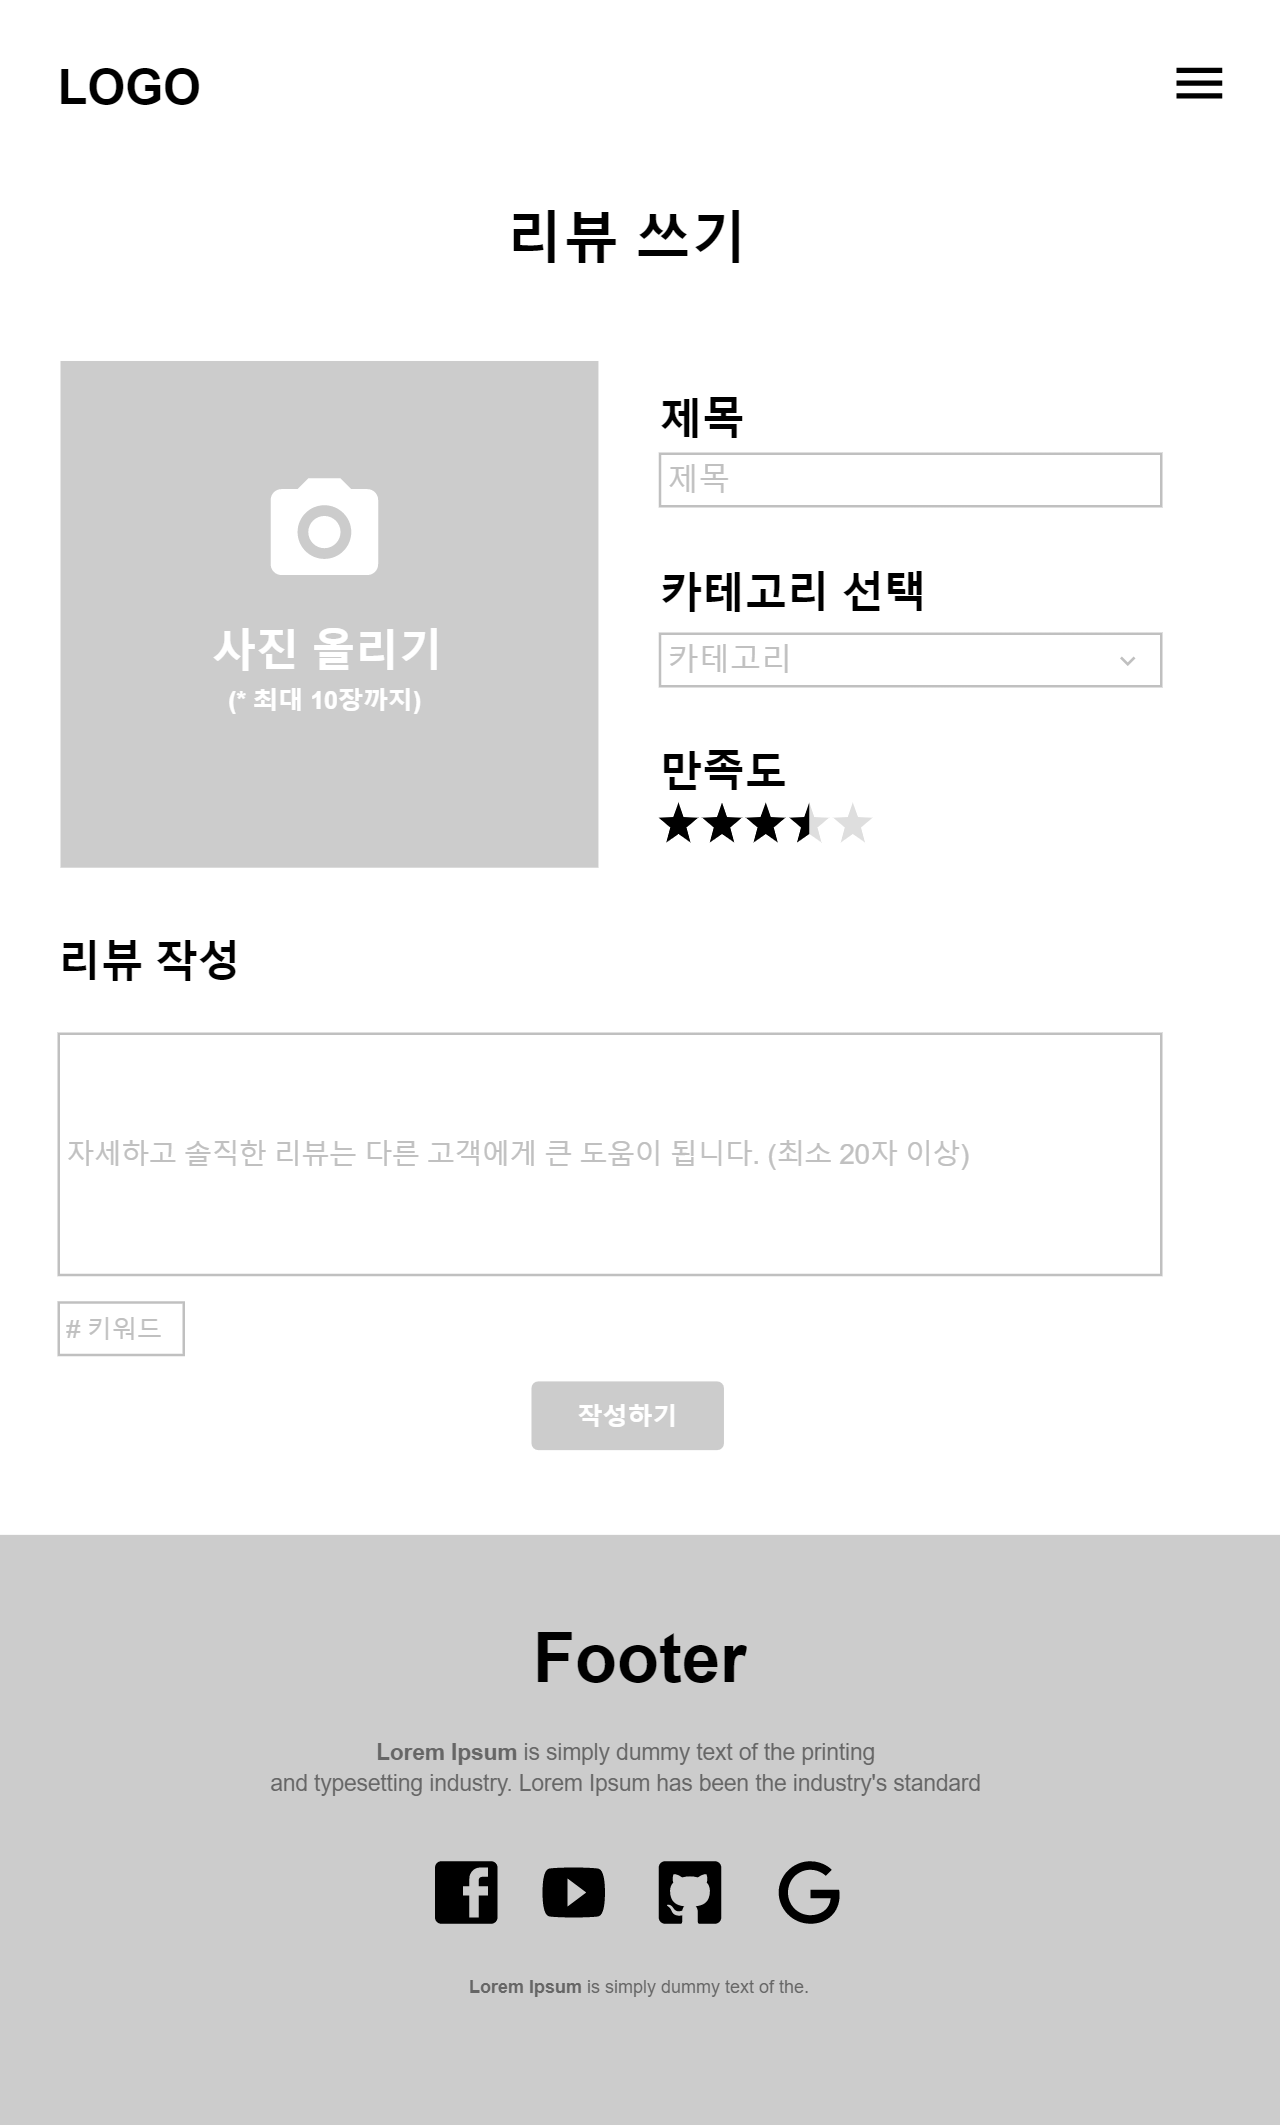 LOGO
리뷰 쓰기
사진 올리기
(* 최대 10장까지)
제목
제목
카테고리 선택
카테고리
만족도
리뷰 작성
자세하고 솔직한 리뷰는 다른 고객에게 큰 도움이 됩니다. (최소 20자 이상)
# 키워드
작성하기
Footer
Lorem Ipsum is simply dummy text of the printing
and typesetting industry. Lorem Ipsum has been the industry's standard
Lorem Ipsum is simply dummy text of the.